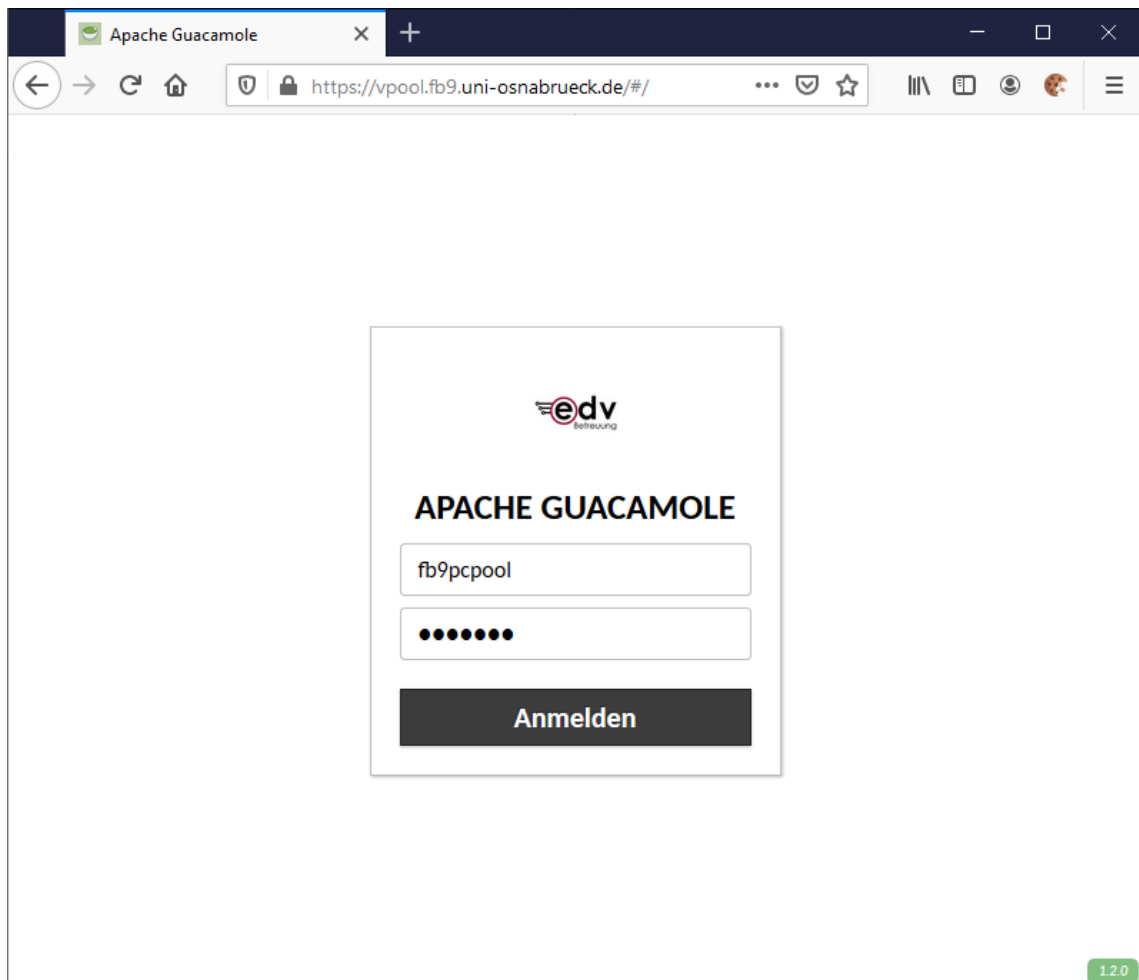 Apache Guacamole
https://vpool.fb9.uni-osnabrueck.de/#/
edv
Betreuung
APACHE GUACAMOLE
fb9pcpool
●●●●●●●
Anmelden
1.2.0